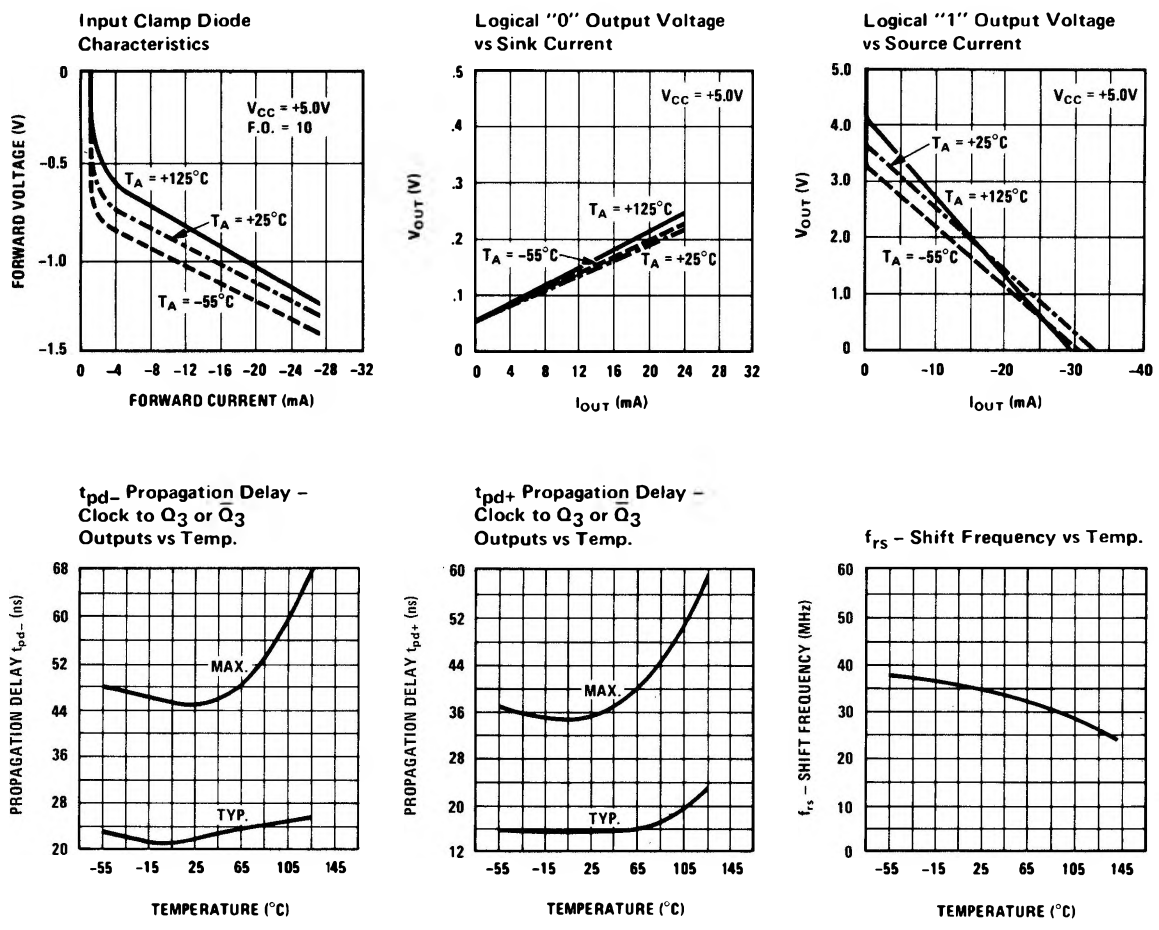 Input Clamp Diode
Characteristics
FORWARD VOLTAGE (V)
0
-0.5
-1.0
-1.5
VCC = +5.0V
F.O. = 10
TA = +125°C
TA = +25°C
TA = -55°C
0 -4 -8 -12 -16 -20 -24 -28 -32
FORWARD CURRENT (mA)
Logical "0" Output Voltage
vs Sink Current
VOUT (V)
.5
.4
.3
.2
.1
0
VCC = +5.0V
TA = +125°C
TA = -55°C
TA = +25°C
0 4 8 12 16 20 24 28 32
IOUT (mA)
Logical "1" Output Voltage
vs Source Current
VOUT (V)
5.0
4.0
3.0
2.0
1.0
0
VCC = +5.0V
TA = +25°C
TA = +125°C
TA = -55°C
0 -10 -20 -30 -40
IOUT (mA)
tpd– Propagation Delay –
Clock to Q3 or Q̅3
Outputs vs Temp.
PROPAGATION DELAY tpd– (ns)
68
60
52
44
36
28
20
MAX.
TYP.
-55 -15 25 65 105 145
TEMPERATURE (°C)
tpd+ Propagation Delay –
Clock to Q3 or Q̅3
Outputs vs Temp.
PROPAGATION DELAY tpd+ (ns)
60
52
44
36
28
20
12
MAX.
TYP.
-55 -15 25 65 105 145
TEMPERATURE (°C)
frs – Shift Frequency vs Temp.
frs – SHIFT FREQUENCY (MHz)
60
50
40
30
20
10
0
-55 -15 25 65 105 145
TEMPERATURE (°C)